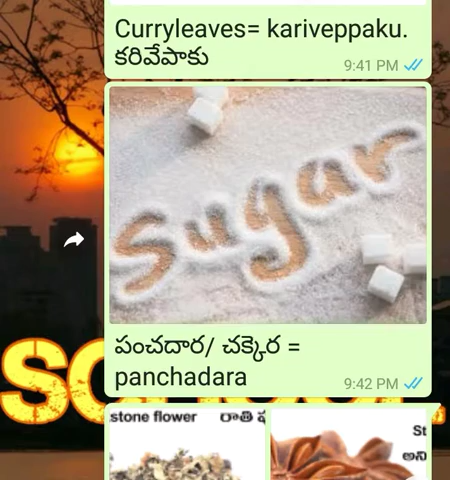 Curryleaves= kariveppaku.
కరివేపాకు
9:41 PM
Sugar
పంచదార/ చక్కెర =
panchadara
9:42 PM
stone flower
రాతి
St